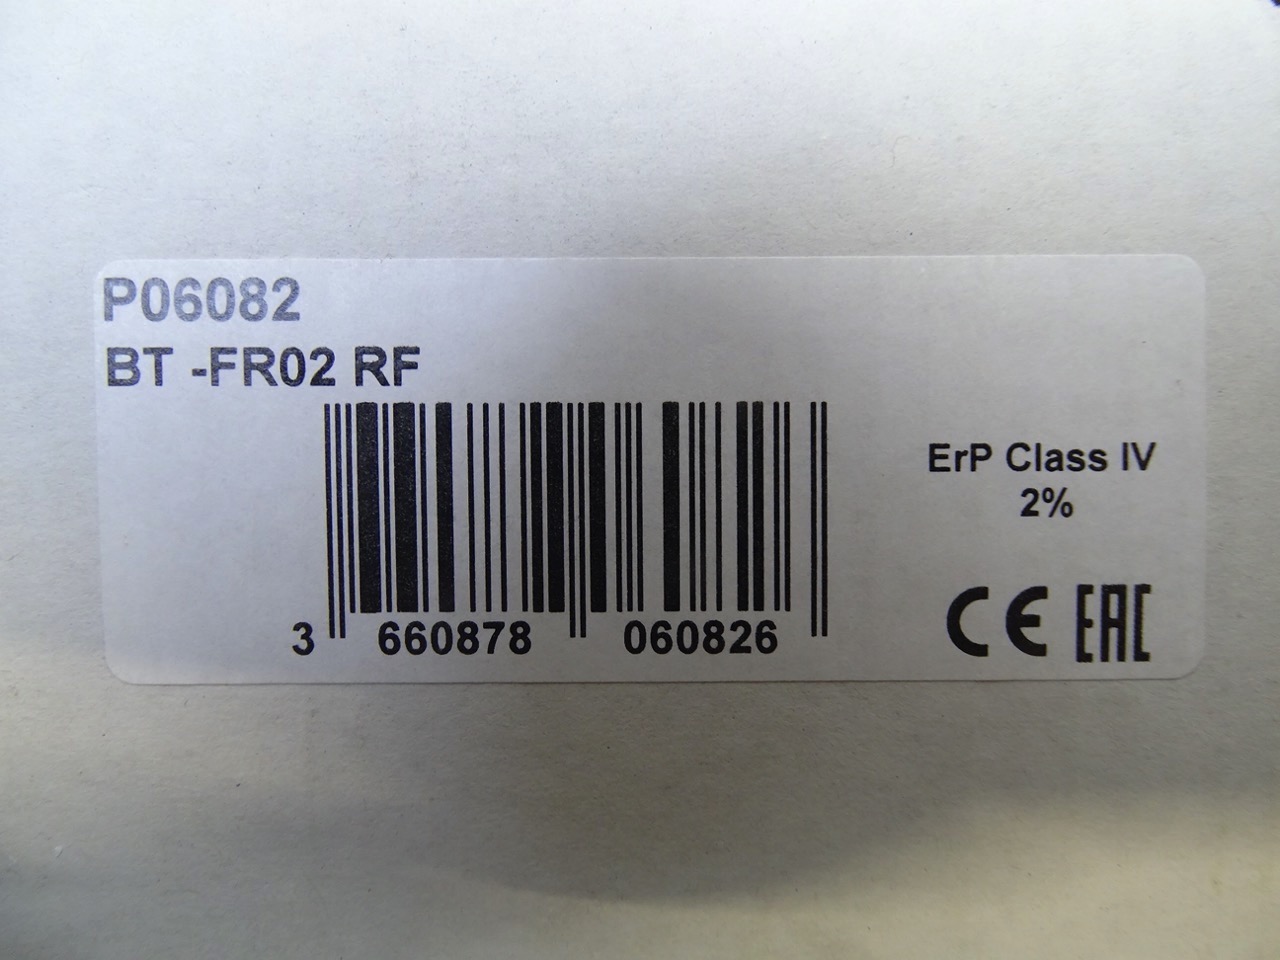 P06082
BT -FR02 RF
ErP Class IV
2%
3 660878 060826
CE EAC